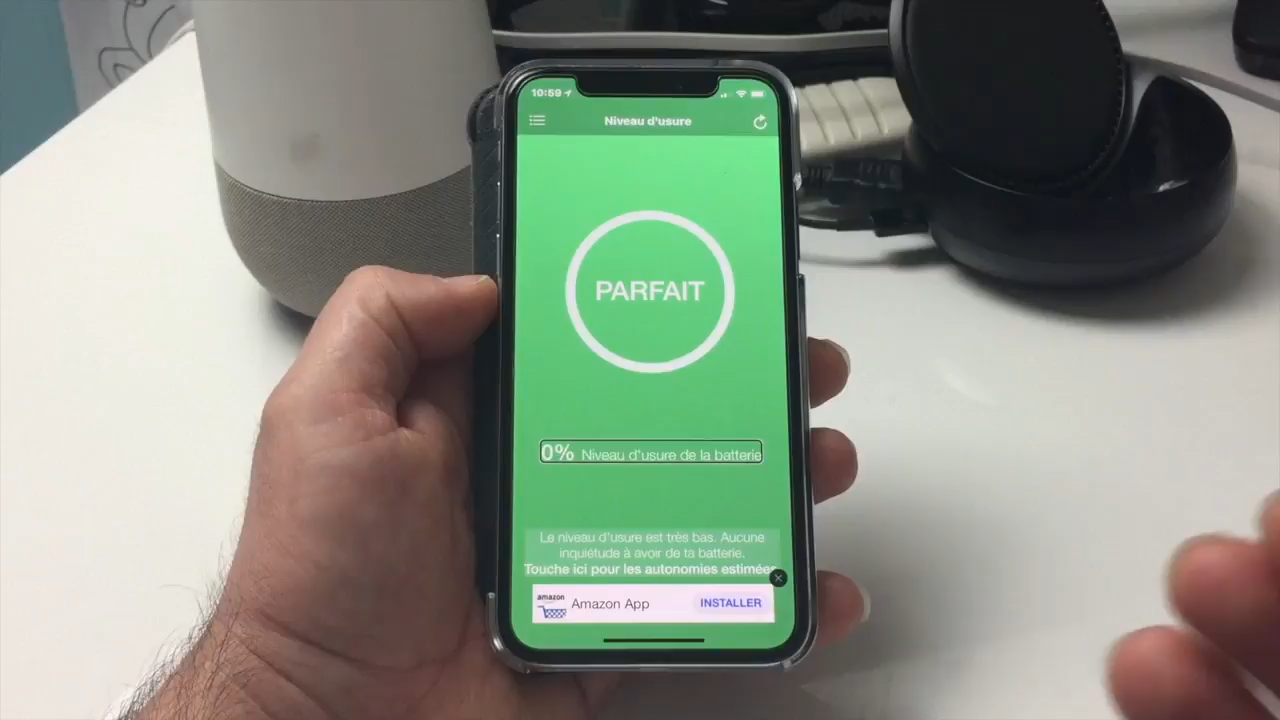 10:59
Niveau d'usure
PARFAIT
0% Niveau d'usure de la batterie
Le niveau d'usure est très bas. Aucune
inquiétude à avoir de ta batterie.
Touche ici pour les autonomies estimées
amazon
Amazon App
INSTALLER